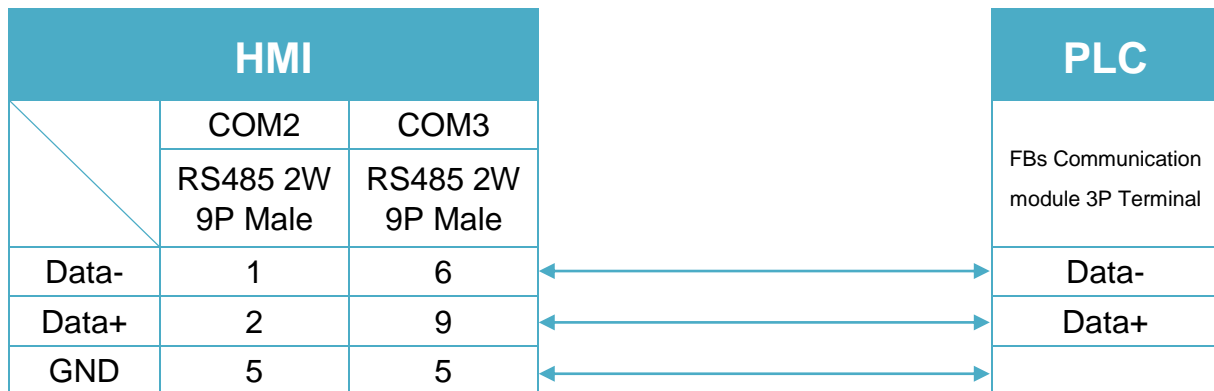 HMI PLC
COM2 COM3
RS485 2W RS485 2W
9P Male 9P Male
FBs Communication
module 3P Terminal
Data- 1 6 Data-
Data+ 2 9 Data+
GND 5 5